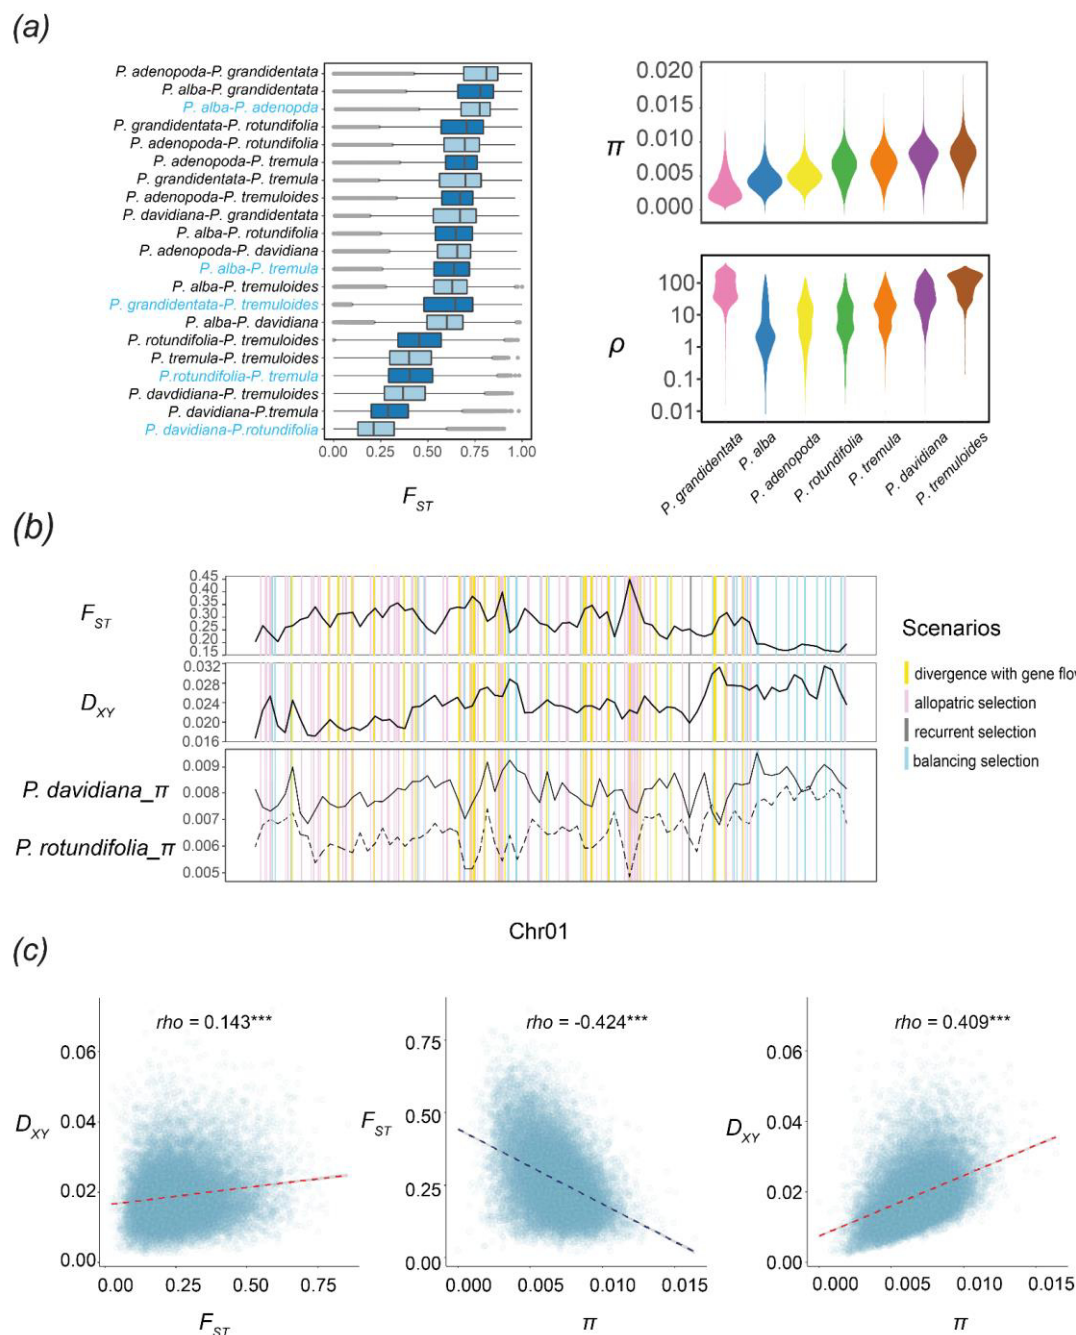 (a)
P. adenopoda-P. grandidentata
P. alba-P. grandidentata
P. alba-P. adenopda
P. grandidentata-P. rotundifolia
P. adenopoda-P. rotundifolia
P. adenopoda-P. tremula
P. grandidentata-P. tremula
P. adenopoda-P. tremuloides
P. davidiana-P. grandidentata
P. alba-P. rotundifolia
P. adenopoda-P. davidiana
P. alba-P. tremula
P. alba-P. tremuloides
P. grandidentata-P. tremuloides
P. alba-P. davidiana
P. rotundifolia-P. tremuloides
P. tremula-P. tremuloides
P.rotundifolia-P. tremula
P. davdidiana-P. tremuloides
P. davidiana-P.tremula
P. davidiana-P.rotundifolia
0.00 0.25 0.50 0.75 1.00
FST
π
0.020
0.015
0.010
0.005
0.000
ρ
100
10
1
0.1
0.01
P. grandidentata
P. alba
P. adenopoda
P. rotundifolia
P. tremula
P. davidiana
P. tremuloides
(b)
FST
0.45
0.40
0.35
0.30
0.25
0.20
0.15
DXY
0.032
0.028
0.024
0.020
0.016
P. davidiana_π
P. rotundifolia_π
0.009
0.008
0.007
0.006
0.005
Chr01
Scenarios
divergence with gene flow
allopatric selection
recurrent selection
balancing selection
(c)
rho = 0.143***
DXY
0.06
0.04
0.02
0.00
0.00 0.25 0.50 0.75
FST
rho = -0.424***
FST
0.75
0.50
0.25
0.00
0.000 0.005 0.010 0.015
π
rho = 0.409***
DXY
0.06
0.04
0.02
0.00
0.000 0.005 0.010 0.015
π